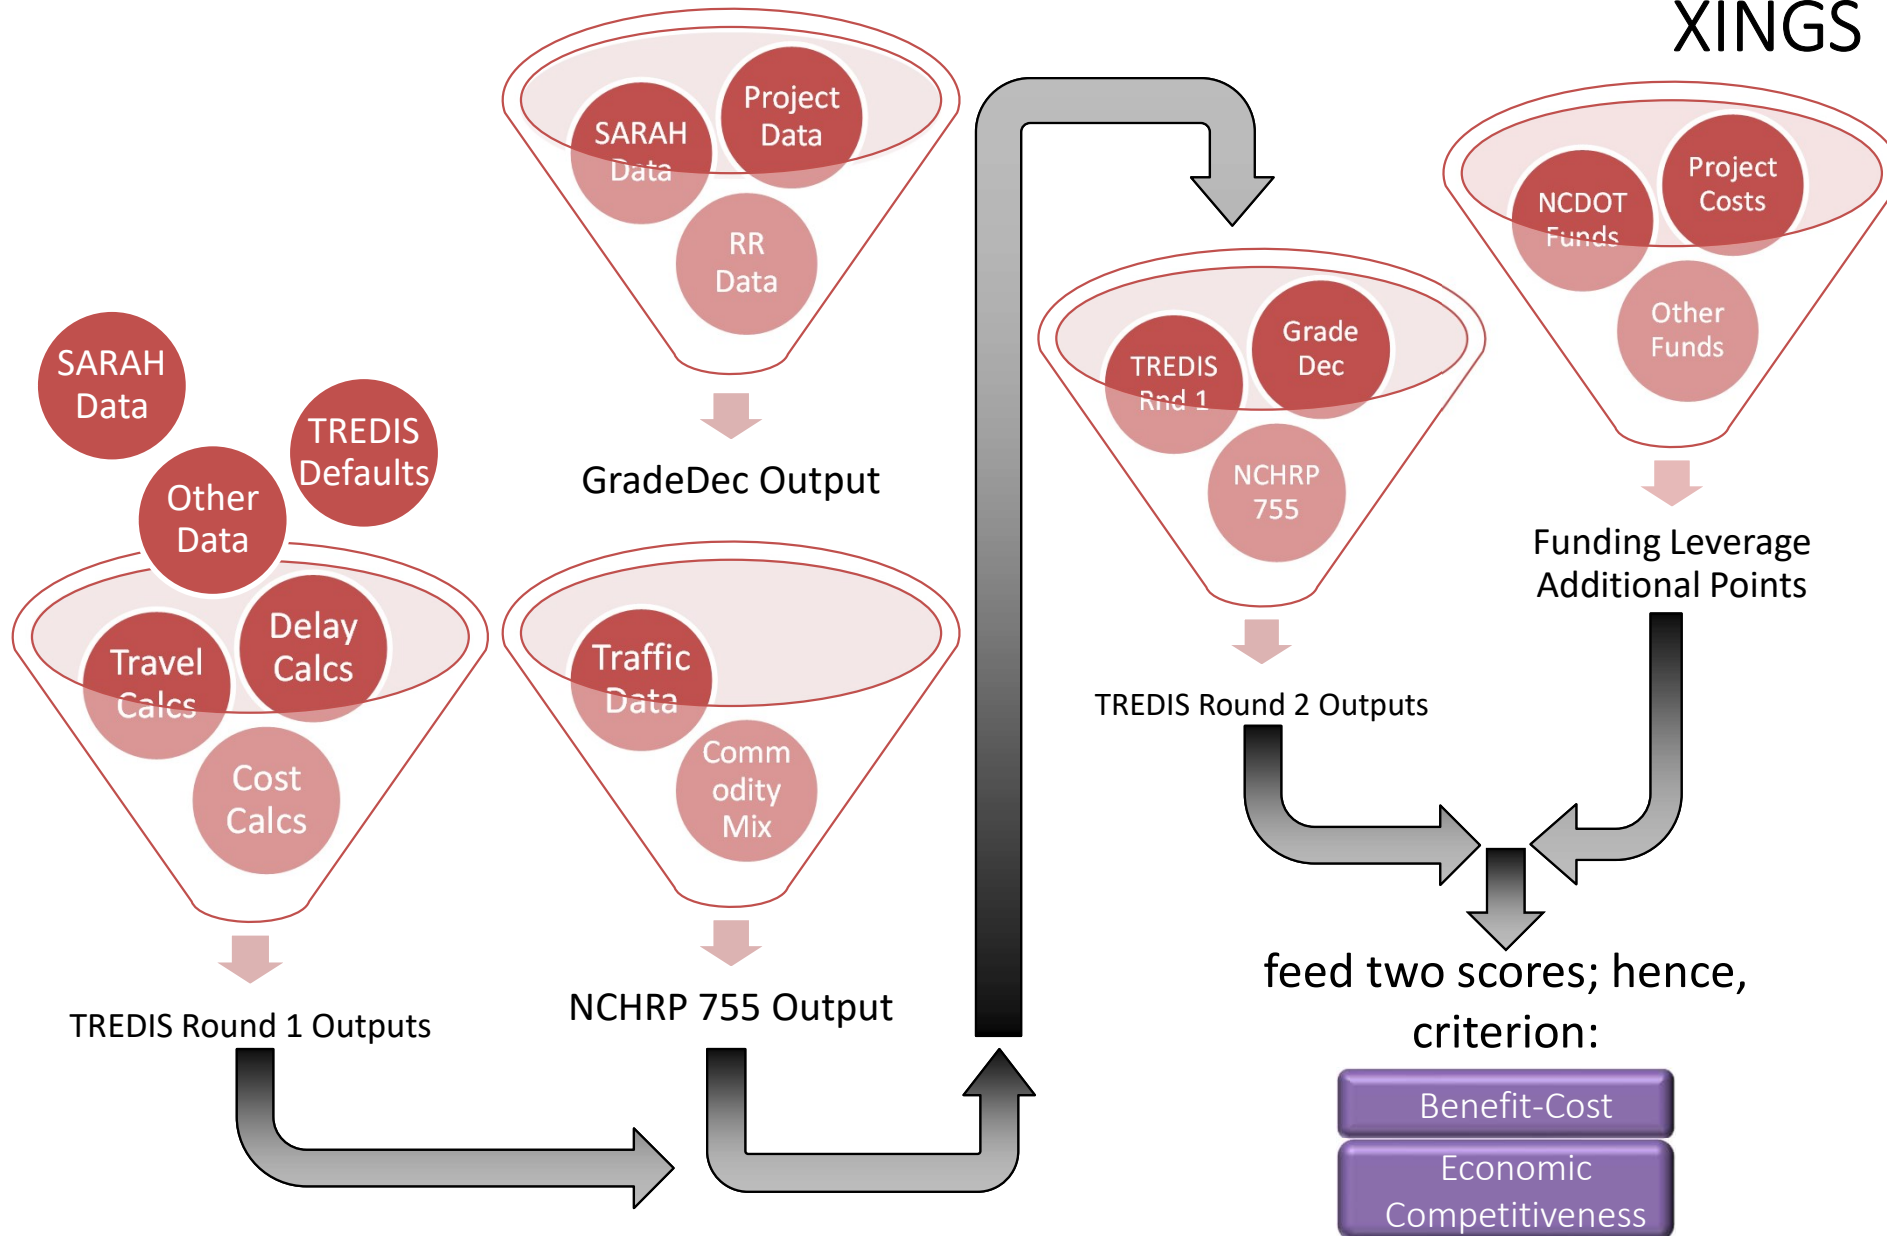 XINGS
SARAH
Data
Project
Data
RR
Data
GradeDec Output
SARAH
Data
TREDIS
Defaults
Other
Data
Travel
Calcs
Delay
Calcs
Cost
Calcs
TREDIS Round 1 Outputs
Traffic
Data
Comm
odity
Mix
NCHRP 755 Output
TREDIS
Rnd 1
Grade
Dec
NCHRP
755
TREDIS Round 2 Outputs
NCDOT
Funds
Project
Costs
Other
Funds
Funding Leverage
Additional Points
feed two scores; hence,
criterion:
Benefit-Cost
Economic
Competitiveness